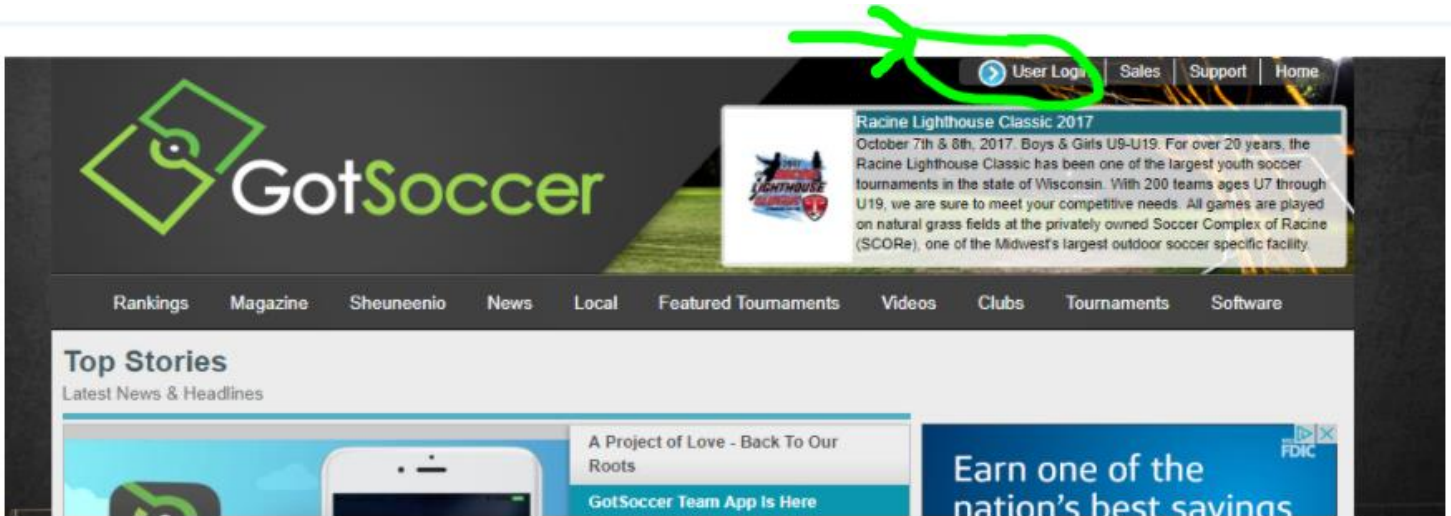 User Login
Sales
Support
Home
GotSoccer
Racine Lighthouse Classic 2017
October 7th & 8th, 2017. Boys & Girls U9-U19. For over 20 years, the
Racine Lighthouse Classic has been one of the largest youth soccer
tournaments in the state of Wisconsin. With 200 teams ages U7 through
U19, we are sure to meet your competitive needs. All games are played
on natural grass fields at the privately owned Soccer Complex of Racine
(SCORe), one of the Midwest's largest outdoor soccer specific facility.
2017
RACINE
LIGHTHOUSE
CLASSIC
Rankings
Magazine
Sheuneenio
News
Local
Featured Tournaments
Videos
Clubs
Tournaments
Software
Top Stories
Latest News & Headlines
A Project of Love - Back To Our
Roots
GotSoccer Team App Is Here
FDIC
Earn one of the
nation's best savings